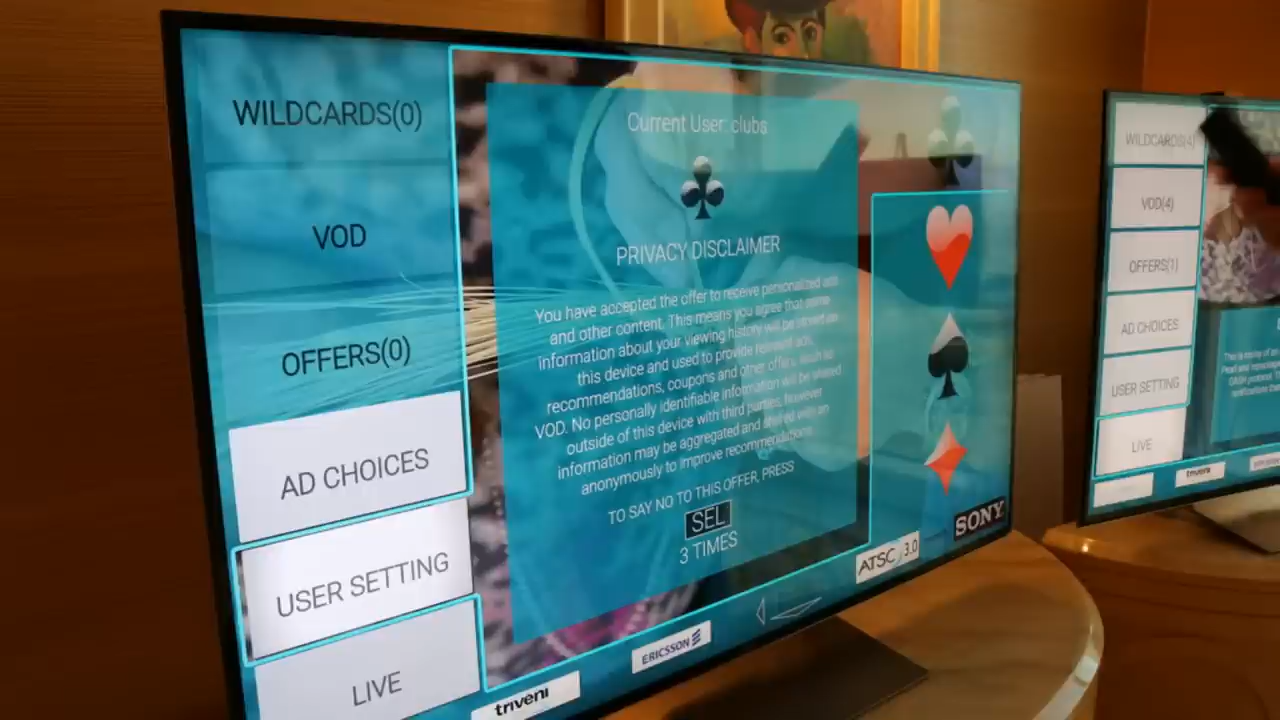 WILDCARDS(0)
VOD
OFFERS(0)
AD CHOICES
USER SETTING
LIVE
Current User: clubs
PRIVACY DISCLAIMER
You have accepted the offer to receive personalized ads
and other content. This means you agree that some
information about your viewing history will be stored on
this device and used to provide relevant ads,
recommendations, coupons and other offers, such as
VOD. No personally identifiable information will be shared
outside of this device with third parties, however
information may be aggregated and shared with an
anonymously to improve recommendations.
TO SAY NO TO THIS OFFER, PRESS
SEL
3 TIMES
SONY
ATSC 3.0
ERICSSON
triveni
WILDCARDS(4)
VOD(4)
OFFERS(1)
AD CHOICES
USER SETTING
LIVE
triveni